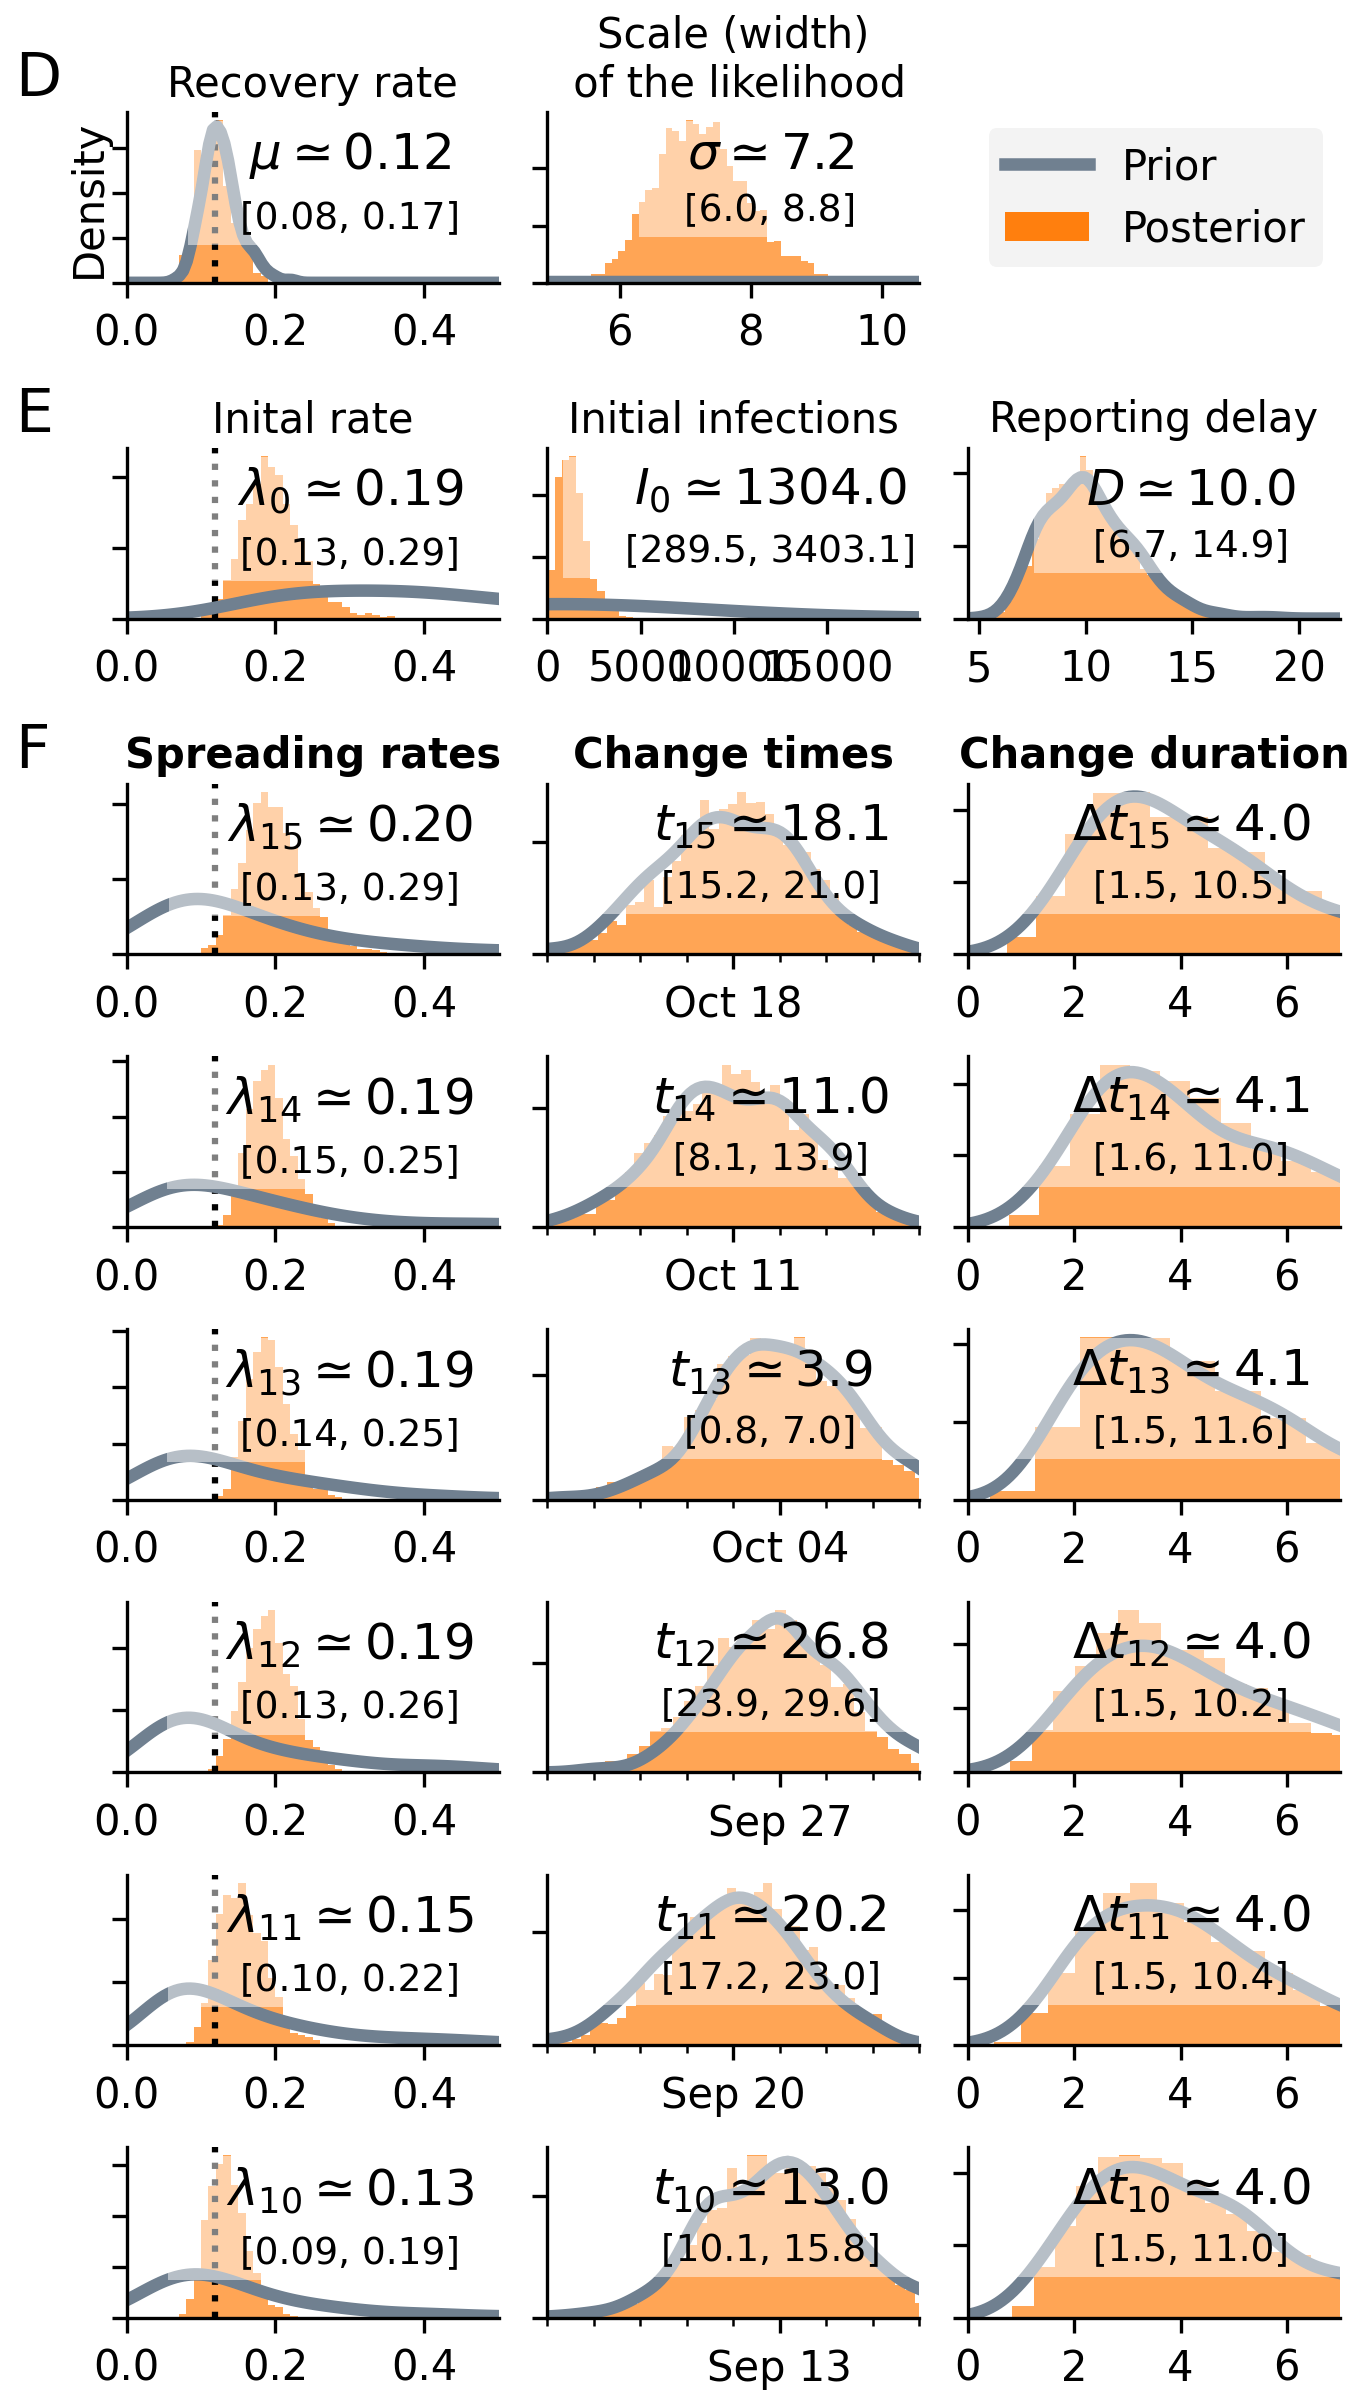 D
Recovery rate
Scale (width)
of the likelihood
Density
μ ≃ 0.12
[0.08, 0.17]
0.0 0.2 0.4
σ ≃ 7.2
[6.0, 8.8]
6 8 10
Prior
Posterior
E
Inital rate
Initial infections
Reporting delay
λ0 ≃ 0.19
[0.13, 0.29]
0.0 0.2 0.4
I0 ≃ 1304.0
[289.5, 3403.1]
0 5000 10000 15000
D ≃ 10.0
[6.7, 14.9]
5 10 15 20
F
Spreading rates
Change times
Change duration
λ15 ≃ 0.20
[0.13, 0.29]
0.0 0.2 0.4
t15 ≃ 18.1
[15.2, 21.0]
Oct 18
Δt15 ≃ 4.0
[1.5, 10.5]
0 2 4 6
λ14 ≃ 0.19
[0.15, 0.25]
0.0 0.2 0.4
t14 ≃ 11.0
[8.1, 13.9]
Oct 11
Δt14 ≃ 4.1
[1.6, 11.0]
0 2 4 6
λ13 ≃ 0.19
[0.14, 0.25]
0.0 0.2 0.4
t13 ≃ 3.9
[0.8, 7.0]
Oct 04
Δt13 ≃ 4.1
[1.5, 11.6]
0 2 4 6
λ12 ≃ 0.19
[0.13, 0.26]
0.0 0.2 0.4
t12 ≃ 26.8
[23.9, 29.6]
Sep 27
Δt12 ≃ 4.0
[1.5, 10.2]
0 2 4 6
λ11 ≃ 0.15
[0.10, 0.22]
0.0 0.2 0.4
t11 ≃ 20.2
[17.2, 23.0]
Sep 20
Δt11 ≃ 4.0
[1.5, 10.4]
0 2 4 6
λ10 ≃ 0.13
[0.09, 0.19]
0.0 0.2 0.4
t10 ≃ 13.0
[10.1, 15.8]
Sep 13
Δt10 ≃ 4.0
[1.5, 11.0]
0 2 4 6